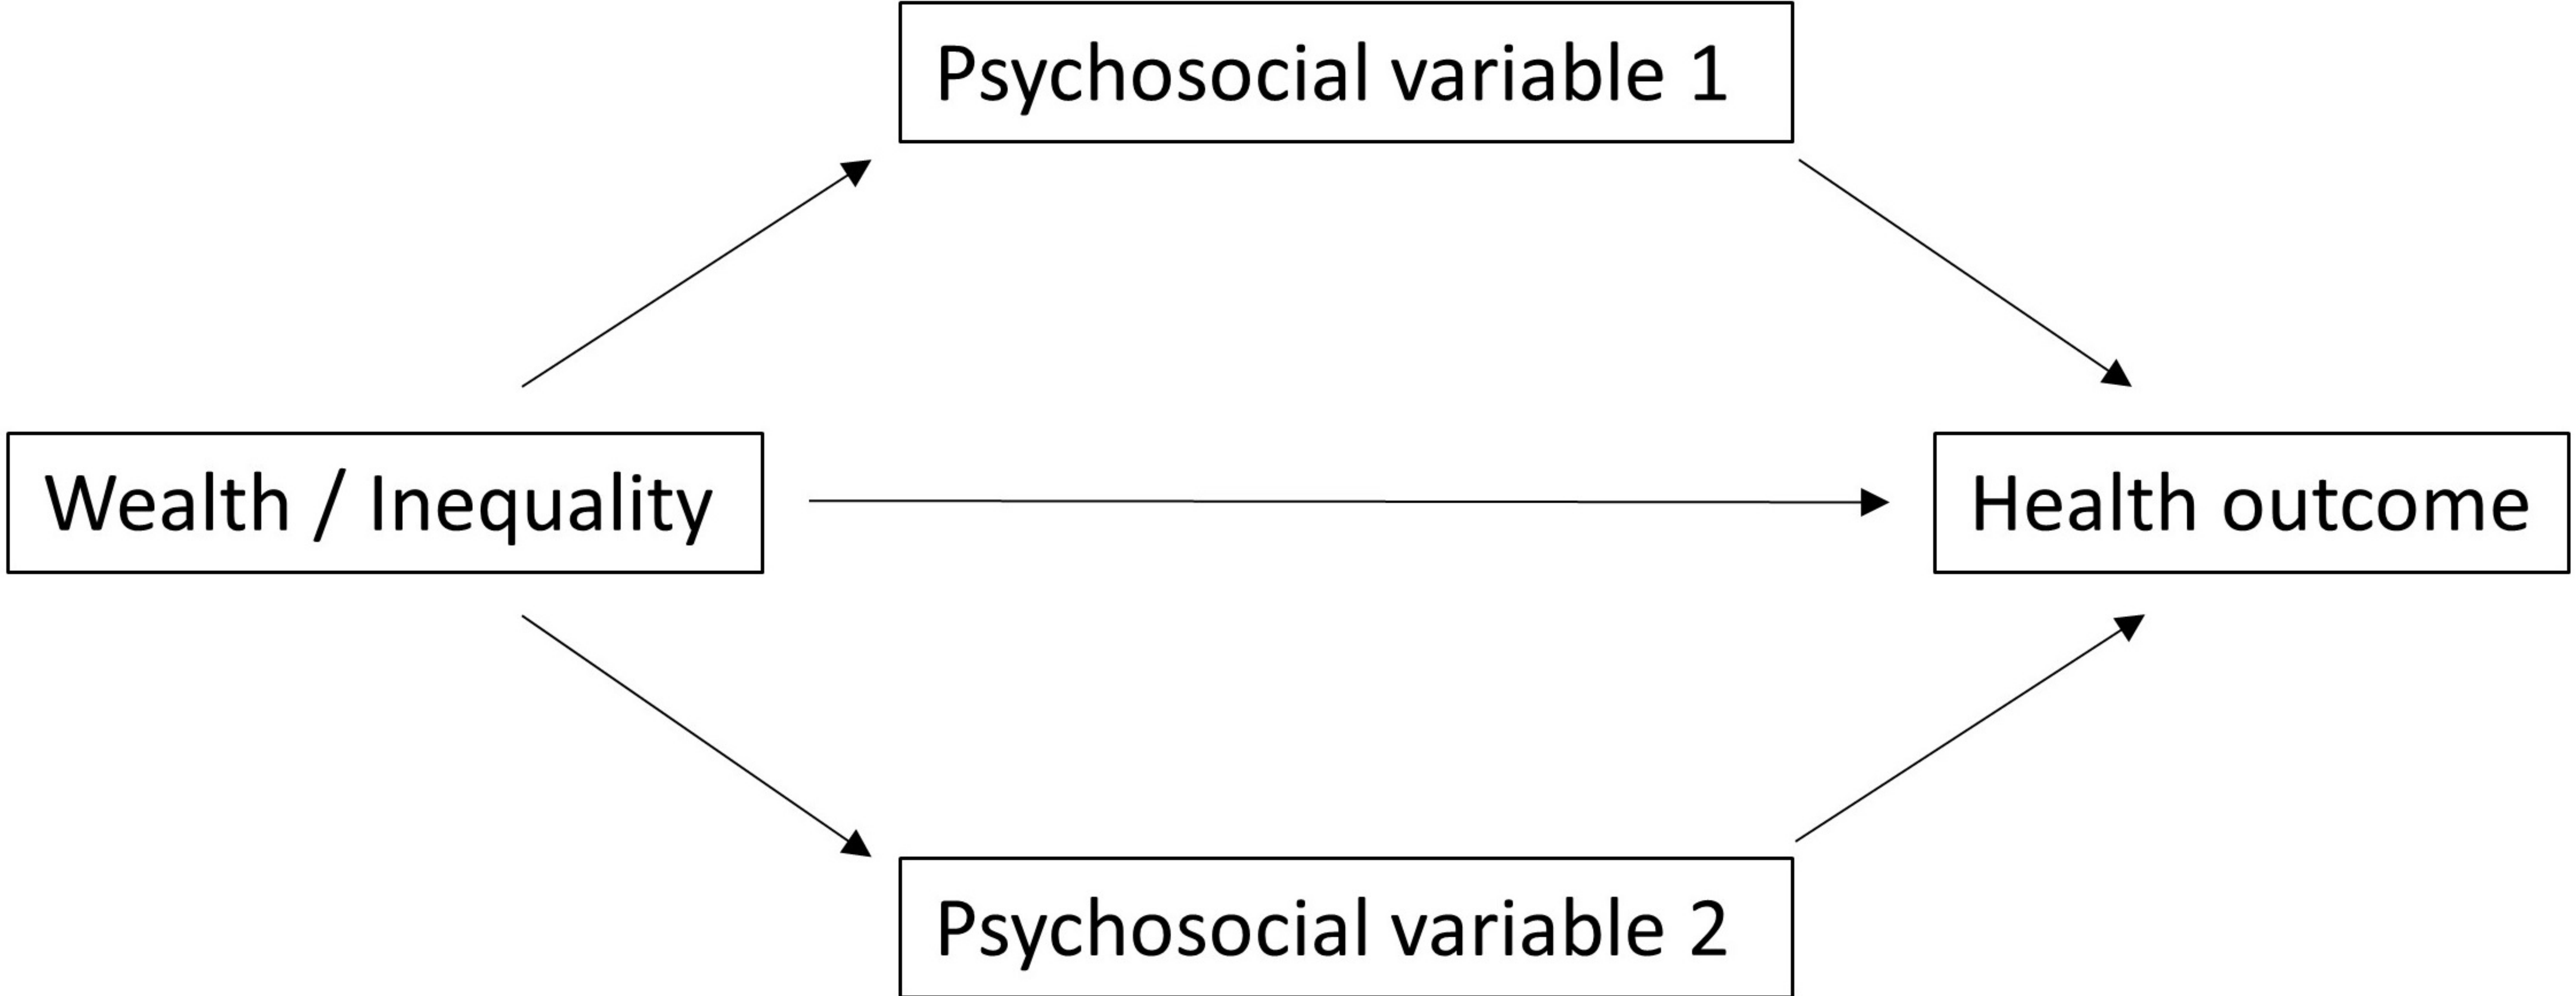 Psychosocial variable 1
Wealth / Inequality
Health outcome
Psychosocial variable 2